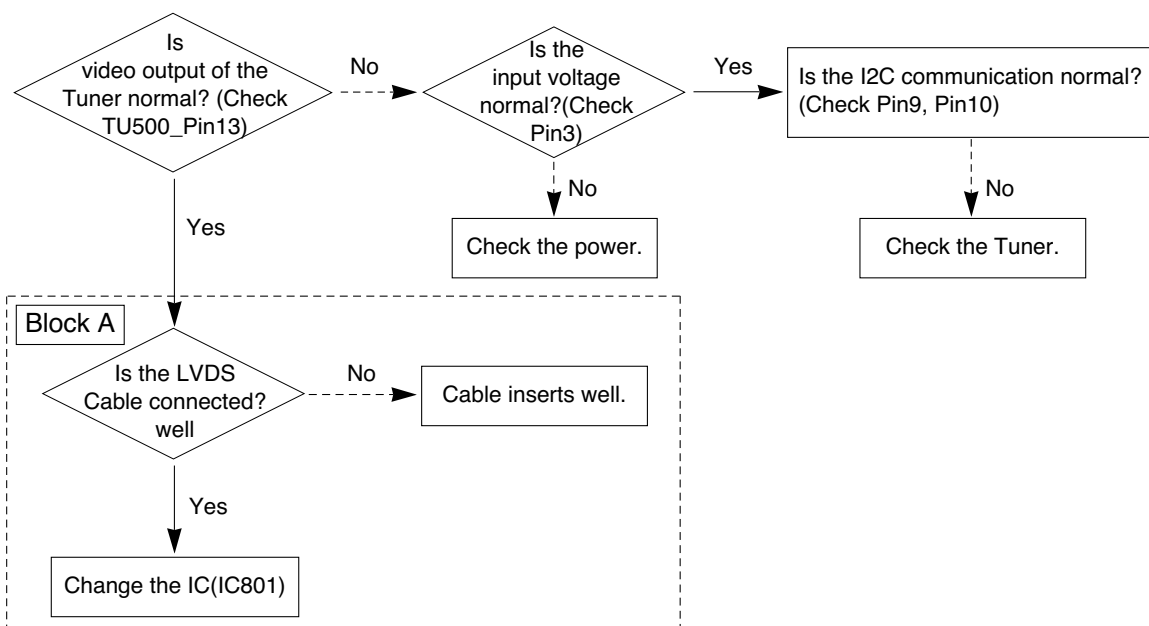 Is
video output of the
Tuner normal? (Check
TU500_Pin13)
No
Is the
input voltage
normal?(Check
Pin3)
Yes
Is the I2C communication normal?
(Check Pin9, Pin10)
Yes
No
Check the power.
No
Check the Tuner.
Block A
Is the LVDS
Cable connected?
well
No
Cable inserts well.
Yes
Change the IC(IC801)